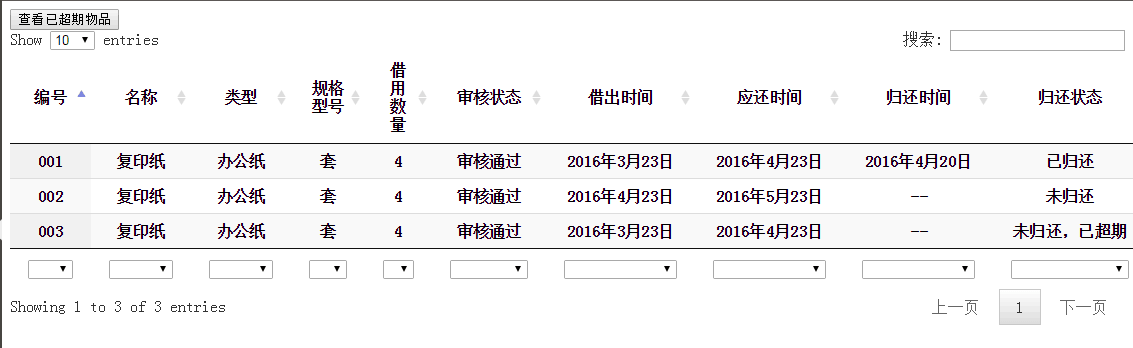 查看已超期物品
Show 10 entries 搜索:
编号 名称 类型 规格型号 借用数量 审核状态 借出时间 应还时间 归还时间 归还状态
001 复印纸 办公纸 套 4 审核通过 2016年3月23日 2016年4月23日 2016年4月20日 已归还
002 复印纸 办公纸 套 4 审核通过 2016年4月23日 2016年5月23日 -- 未归还
003 复印纸 办公纸 套 4 审核通过 2016年3月23日 2016年4月23日 -- 未归还，已超期
Showing 1 to 3 of 3 entries 上一页 1 下一页